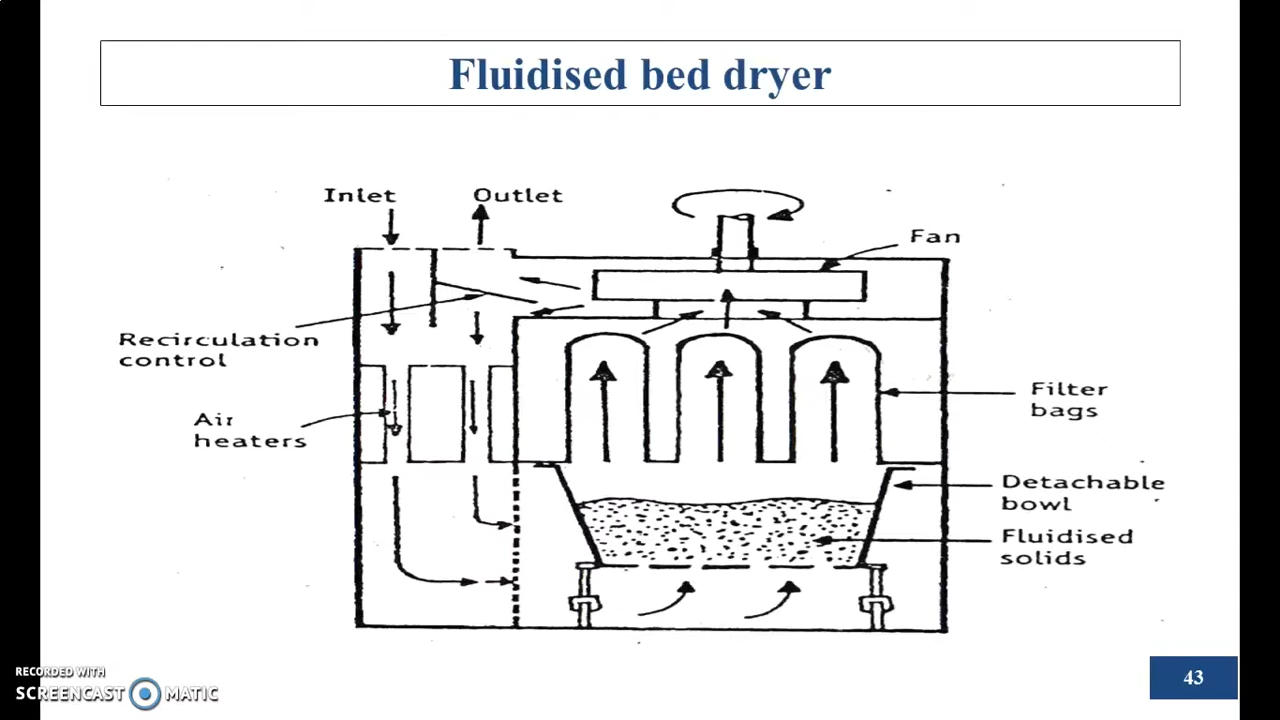 Fluidised bed dryer
Inlet
Outlet
Fan
Recirculation
control
Filter
bags
Air
heaters
Detachable
bowl
Fluidised
solids
RECORDED WITH
SCREENCAST MATIC
43